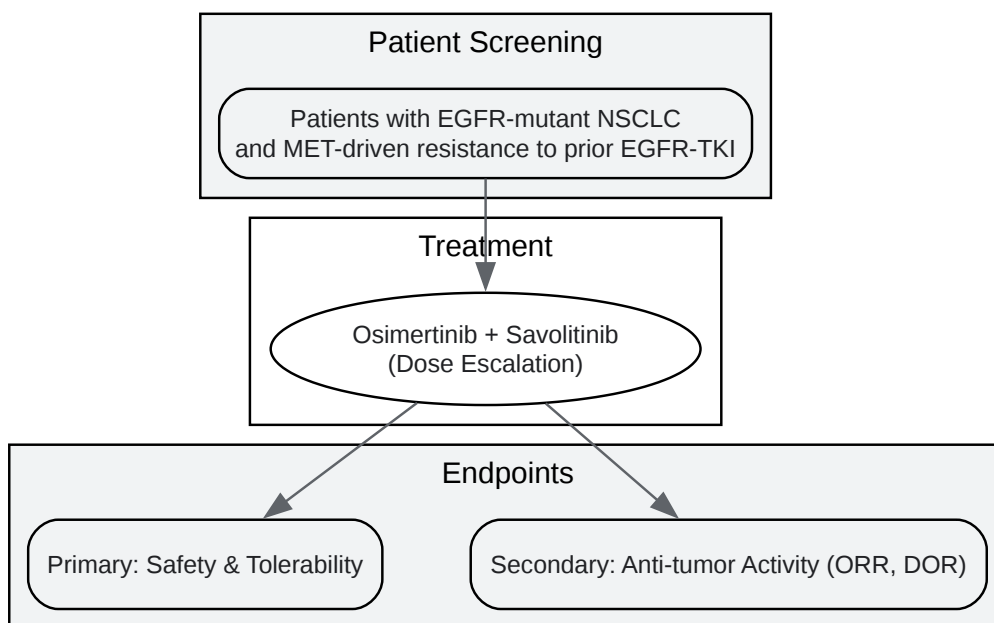 Patient Screening
Patients with EGFR-mutant NSCLC
and MET-driven resistance to prior EGFR-TKI
Treatment
Osimertinib + Savolitinib
(Dose Escalation)
Endpoints
Primary: Safety & Tolerability
Secondary: Anti-tumor Activity (ORR, DOR)